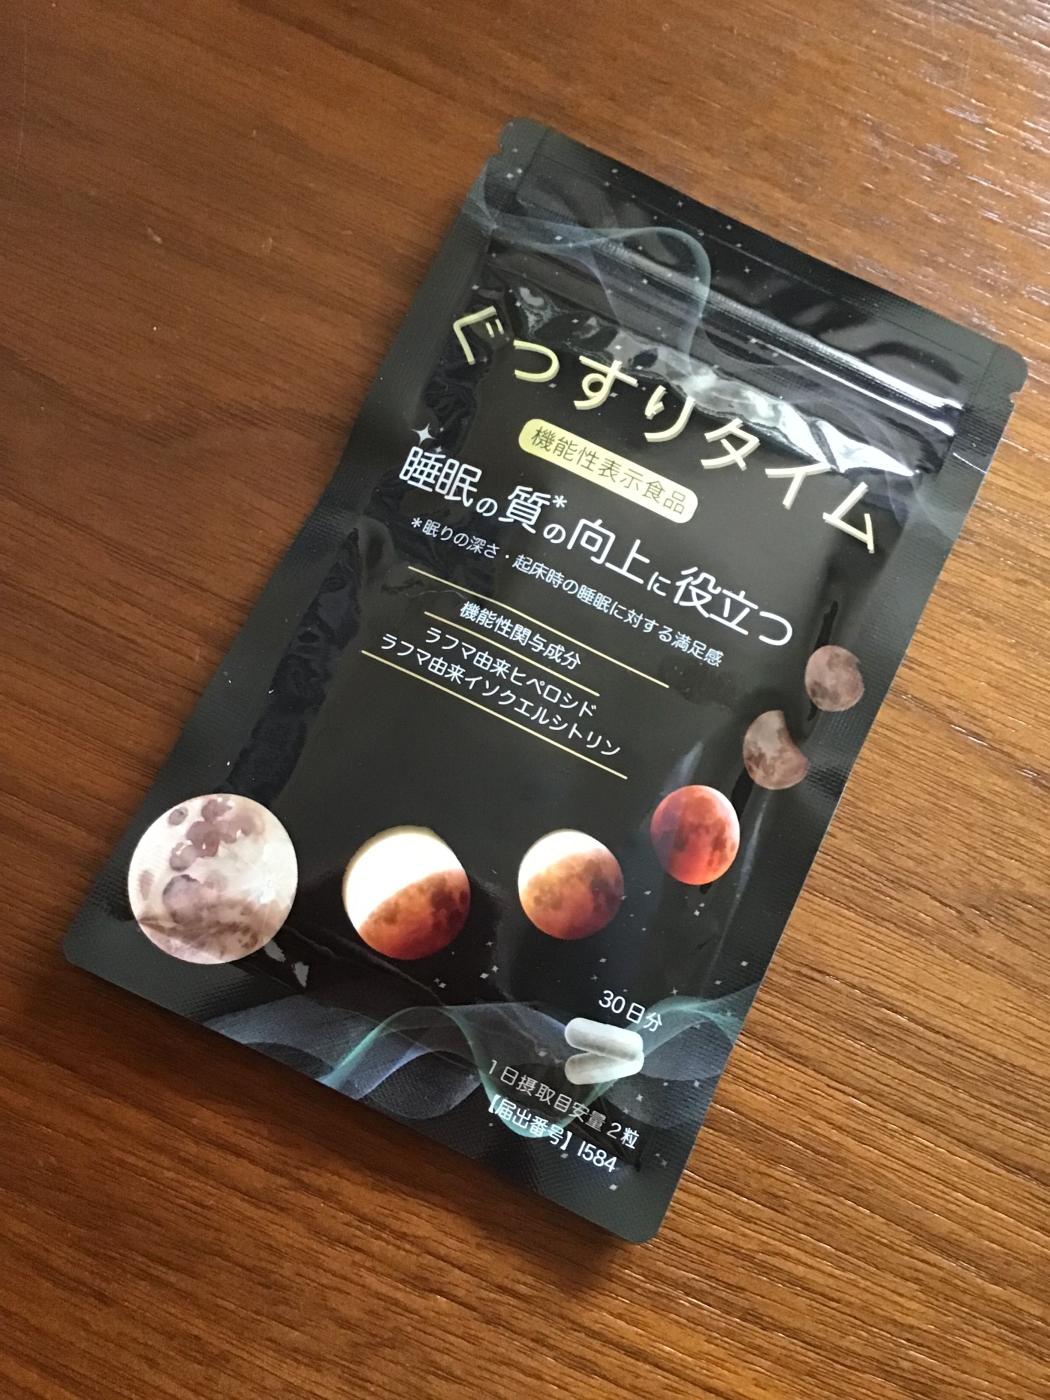 ぐっすりタイム
機能性表示食品
睡眠の質*の向上に役立つ
*眠りの深さ・起床時の睡眠に対する満足感
機能性関与成分
ラフマ由来ヒペロシド
ラフマ由来イソクエルシトリン
30日分
1日摂取目安量2粒
【届出番号】I584